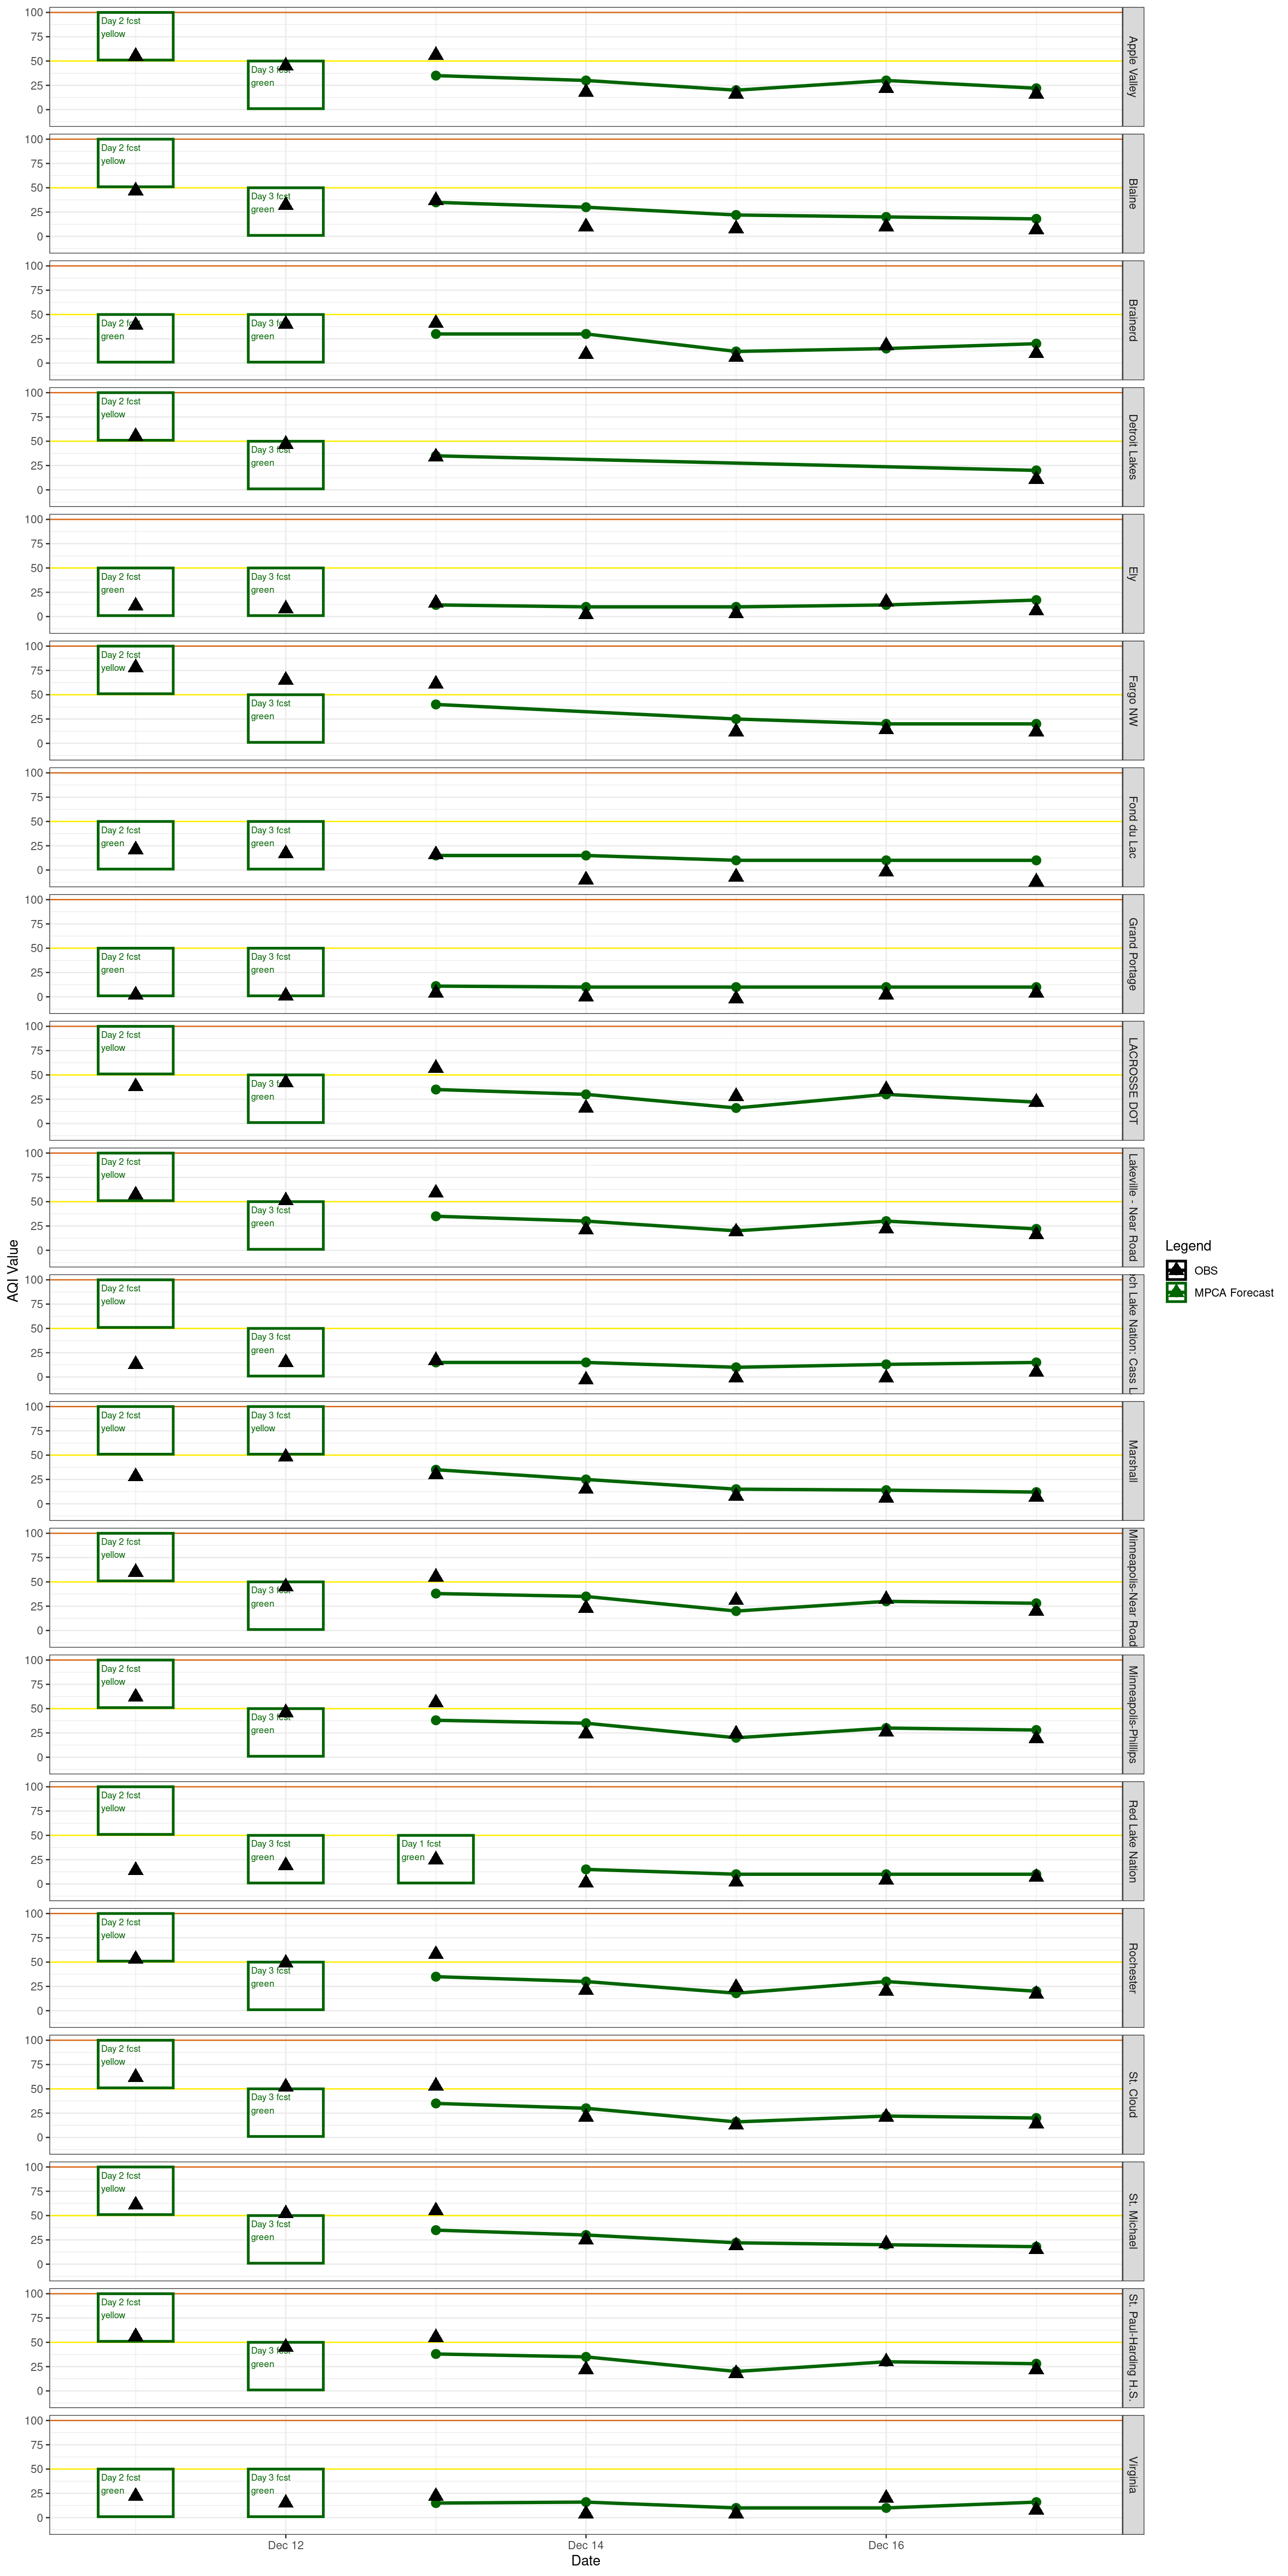 100
75
50
25
0
Day 2 fcst
yellow
Day 3 fcst
green
Apple Valley
100
75
50
25
0
Day 2 fcst
yellow
Day 3 fcst
green
Blaine
100
75
50
25
0
Day 2 fcst
green
Day 3 fcst
green
Brainerd
100
75
50
25
0
Day 2 fcst
yellow
Day 3 fcst
green
Detroit Lakes
100
75
50
25
0
Day 2 fcst
green
Day 3 fcst
green
Ely
100
75
50
25
0
Day 2 fcst
yellow
Day 3 fcst
green
Fargo NW
100
75
50
25
0
Day 2 fcst
green
Day 3 fcst
green
Fond du Lac
100
75
50
25
0
Day 2 fcst
green
Day 3 fcst
green
Grand Portage
100
75
50
25
0
Day 2 fcst
yellow
Day 3 fcst
green
LACROSSE DOT
100
75
50
25
0
Day 2 fcst
yellow
Day 3 fcst
green
Lakeville - Near Road
AQI Value
100
75
50
25
0
Day 2 fcst
yellow
Day 3 fcst
green
ch Lake Nation: Cass L
Legend
OBS
MPCA Forecast
100
75
50
25
0
Day 2 fcst
yellow
Day 3 fcst
yellow
Marshall
100
75
50
25
0
Day 2 fcst
yellow
Day 3 fcst
green
Minneapolis-Near Road
100
75
50
25
0
Day 2 fcst
yellow
Day 3 fcst
green
Minneapolis-Phillips
100
75
50
25
0
Day 2 fcst
yellow
Day 3 fcst
green
Day 1 fcst
green
Red Lake Nation
100
75
50
25
0
Day 2 fcst
yellow
Day 3 fcst
green
Rochester
100
75
50
25
0
Day 2 fcst
yellow
Day 3 fcst
green
St. Cloud
100
75
50
25
0
Day 2 fcst
yellow
Day 3 fcst
green
St. Michael
100
75
50
25
0
Day 2 fcst
yellow
Day 3 fcst
green
St. Paul-Harding H.S.
100
75
50
25
0
Day 2 fcst
green
Day 3 fcst
green
Virginia
Dec 12
Dec 14
Dec 16
Date